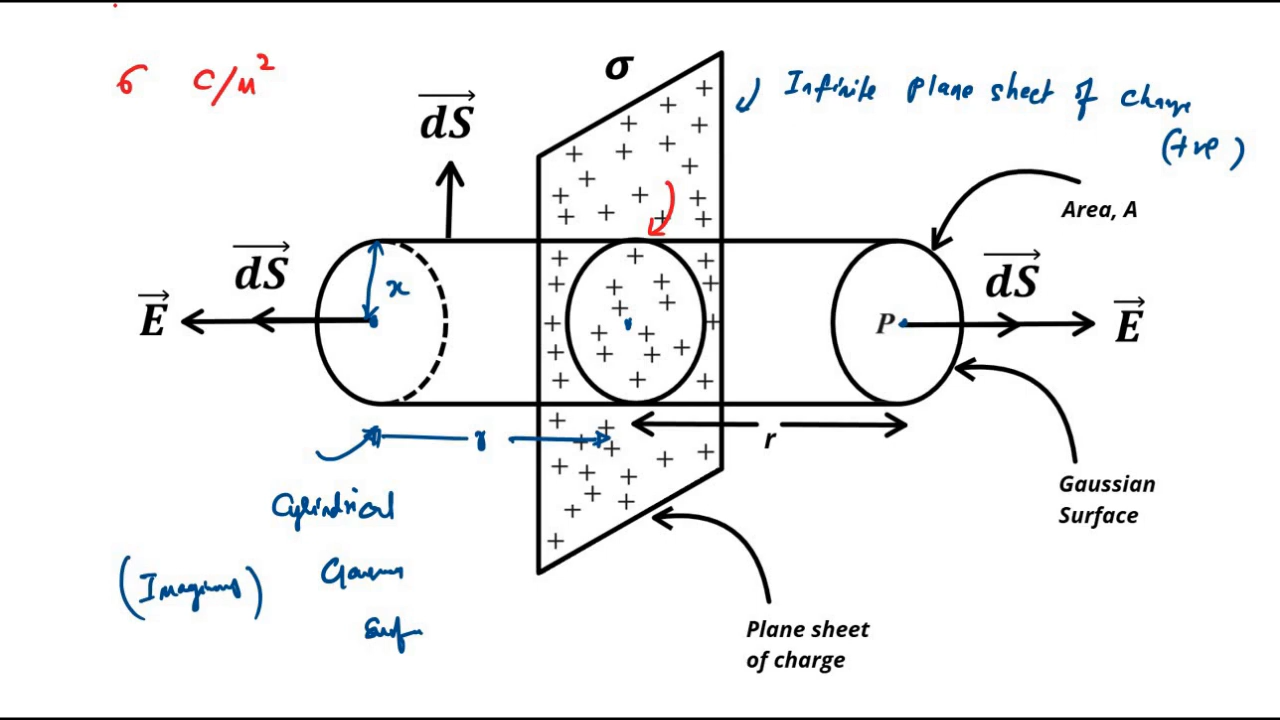 σ C/m²
σ
Infinite plane sheet of charge
(+ve)
dS
Area, A
dS
dS
x
E
P
E
r
r
Cylindrical
Gaussian
Surface
(Imaginary)
Plane sheet
of charge